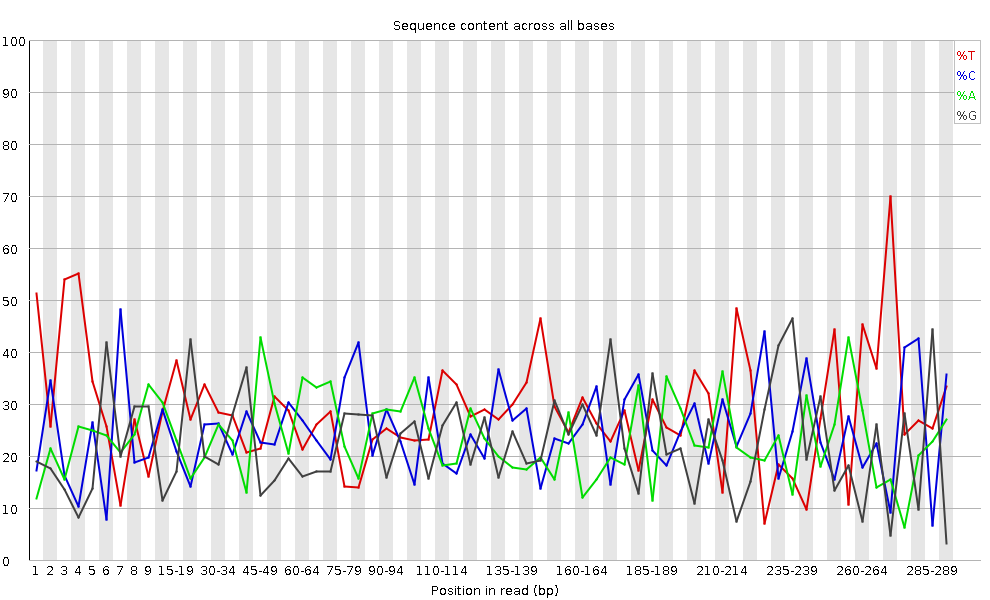 Sequence content across all bases
100
90
80
70
60
50
40
30
20
10
0
%T
%C
%A
%G
1 2 3 4 5 6 7 8 9 15-19 30-34 45-49 60-64 75-79 90-94 110-114 135-139 160-164 185-189 210-214 235-239 260-264 285-289
Position in read (bp)